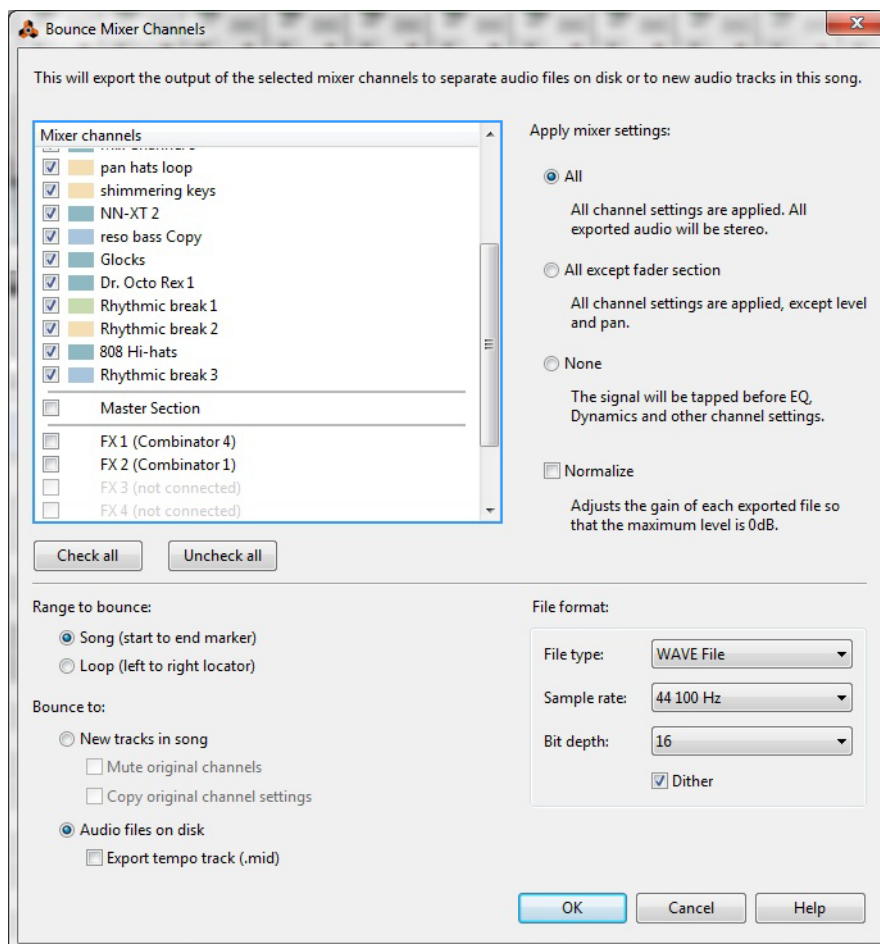 Bounce Mixer Channels
This will export the output of the selected mixer channels to separate audio files on disk or to new audio tracks in this song.
Mixer channels
pan hats loop
shimmering keys
NN-XT 2
reso bass Copy
Glocks
Dr. Octo Rex 1
Rhythmic break 1
Rhythmic break 2
808 Hi-hats
Rhythmic break 3
Master Section
FX 1 (Combinator 4)
FX 2 (Combinator 1)
FX 3 (not connected)
FX 4 (not connected)
Check all
Uncheck all
Apply mixer settings:
All
All channel settings are applied. All
exported audio will be stereo.
All except fader section
All channel settings are applied, except level
and pan.
None
The signal will be tapped before EQ,
Dynamics and other channel settings.
Normalize
Adjusts the gain of each exported file so
that the maximum level is 0dB.
Range to bounce:
Song (start to end marker)
Loop (left to right locator)
Bounce to:
New tracks in song
Mute original channels
Copy original channel settings
Audio files on disk
Export tempo track (.mid)
File format:
File type:
WAVE File
Sample rate:
44 100 Hz
Bit depth:
16
Dither
OK
Cancel
Help